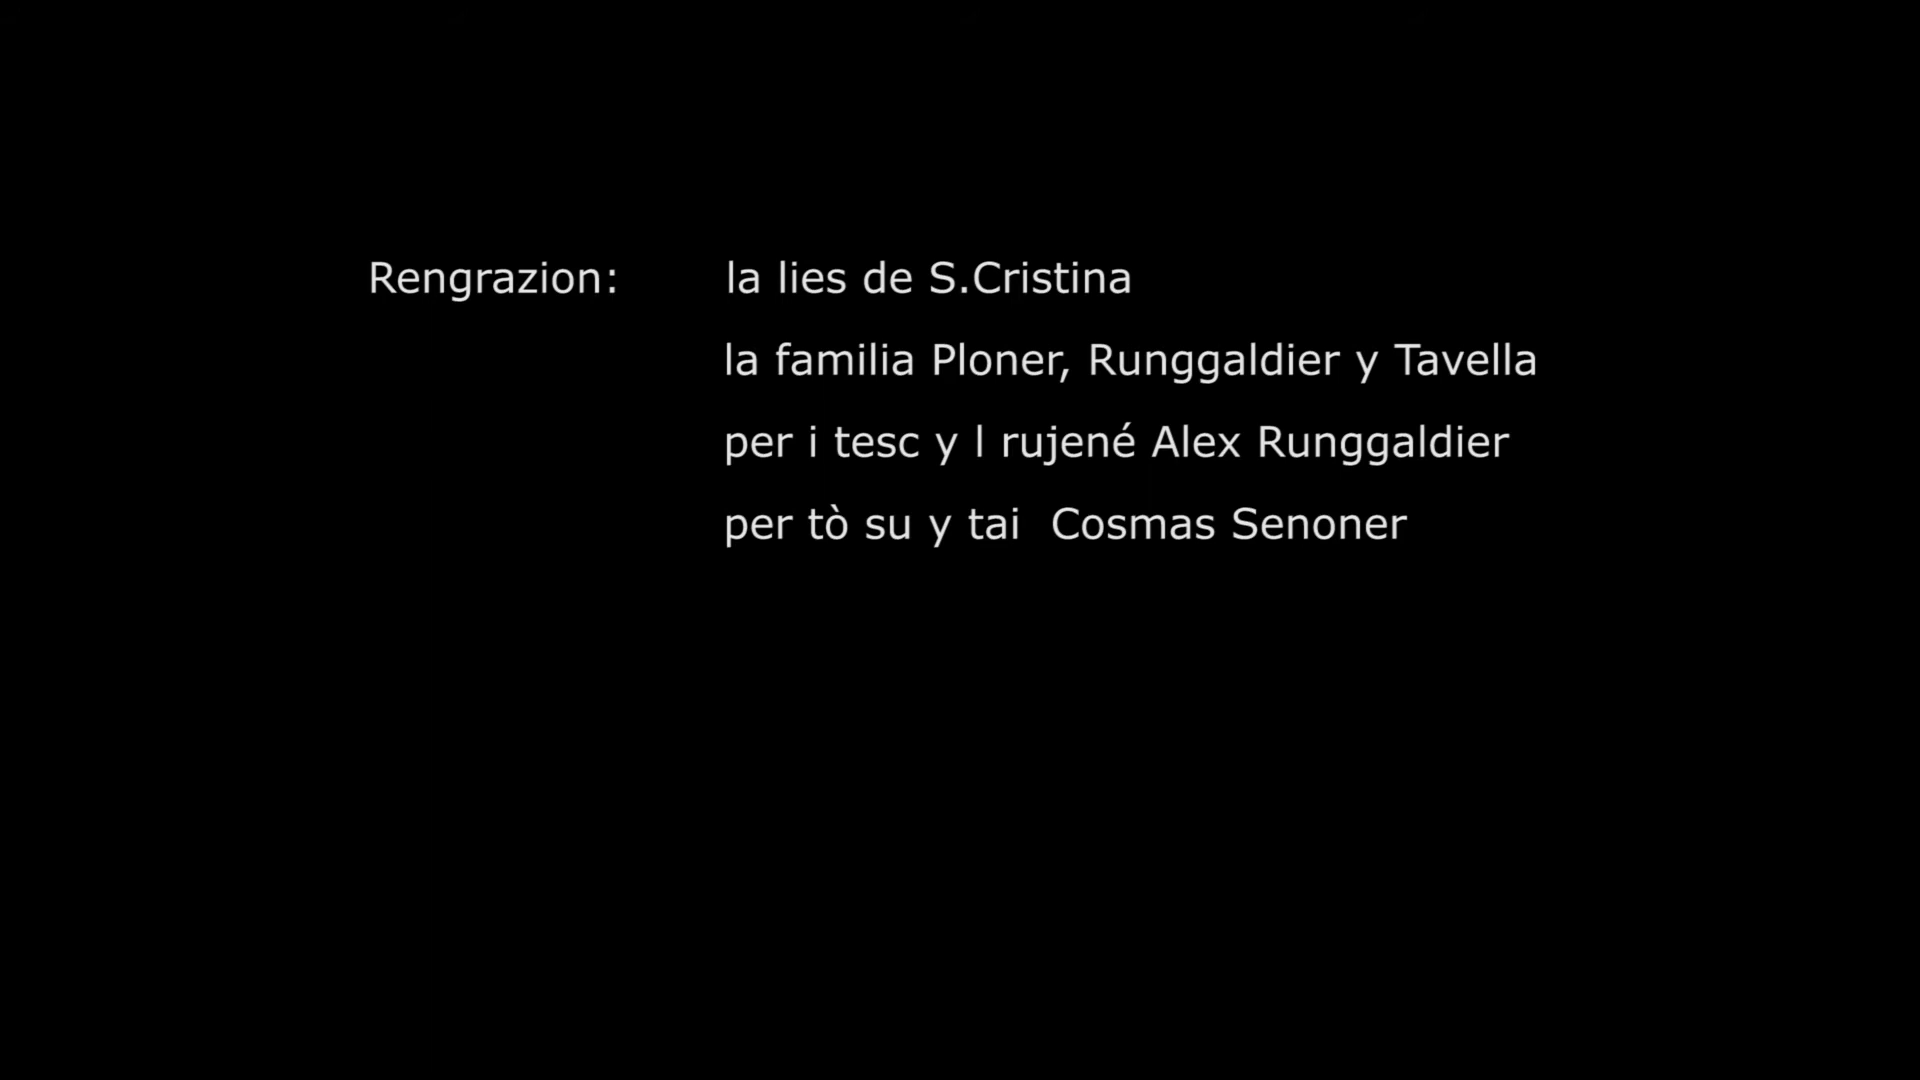 Rengrazion: la lies de S.Cristina
la familia Ploner, Runggaldier y Tavella
per i tesc y l rujené Alex Runggaldier
per tò su y tai  Cosmas Senoner